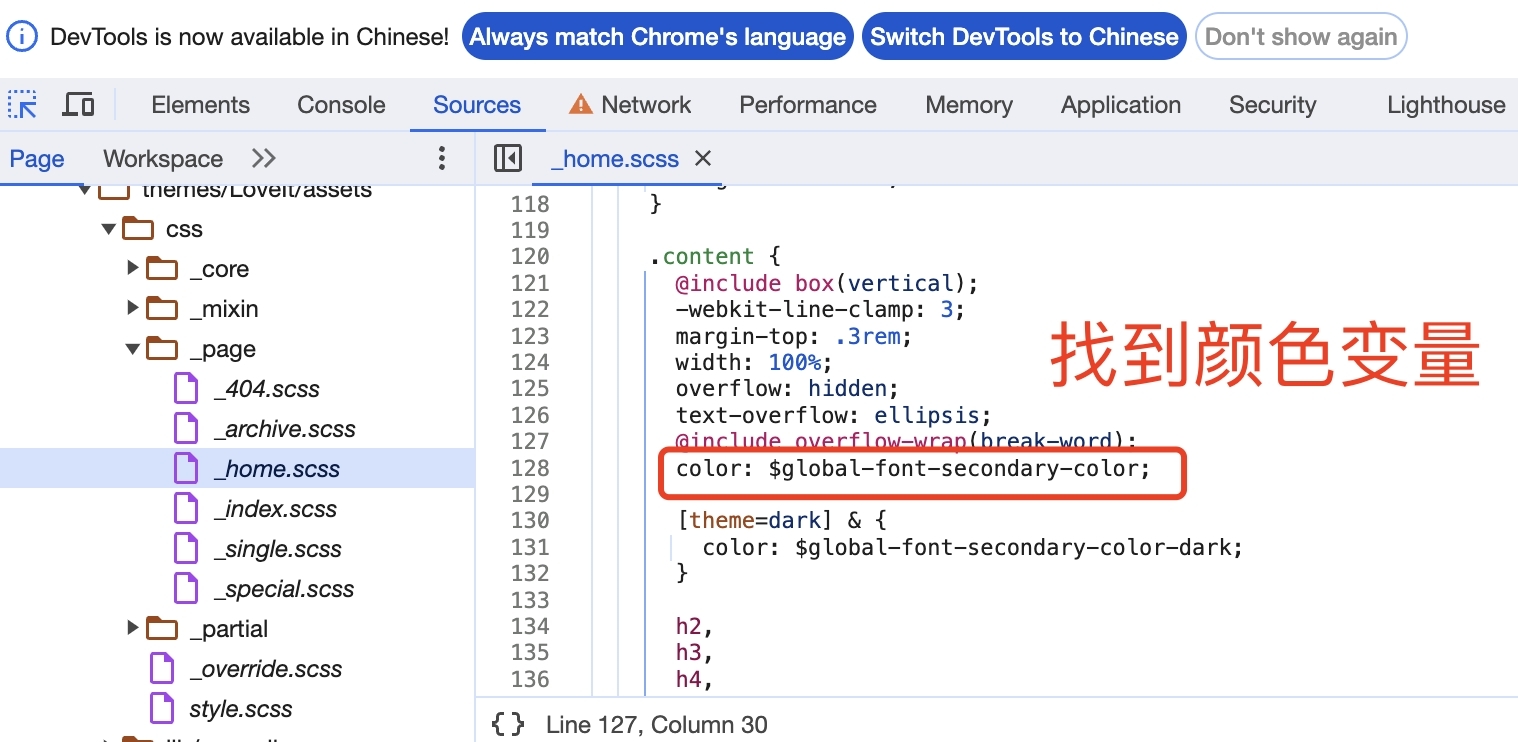 DevTools is now available in Chinese! Always match Chrome's language Switch DevTools to Chinese Don't show again
Elements Console Sources Network Performance Memory Application Security Lighthouse
Page Workspace _home.scss
themes/LoveIt/assets
css
_core
_mixin
_page
_404.scss
_archive.scss
_home.scss
_index.scss
_single.scss
_special.scss
_partial
_override.scss
style.scss
118 }
119
120 .content {
121 @include box(vertical);
122 -webkit-line-clamp: 3;
123 margin-top: .3rem;
124 width: 100%;
125 overflow: hidden;
126 text-overflow: ellipsis;
127 @include overflow-wrap(break-word);
128 color: $global-font-secondary-color;
129
130 [theme=dark] & {
131 color: $global-font-secondary-color-dark;
132 }
133
134 h2,
135 h3,
136 h4,
找到颜色变量
{} Line 127, Column 30